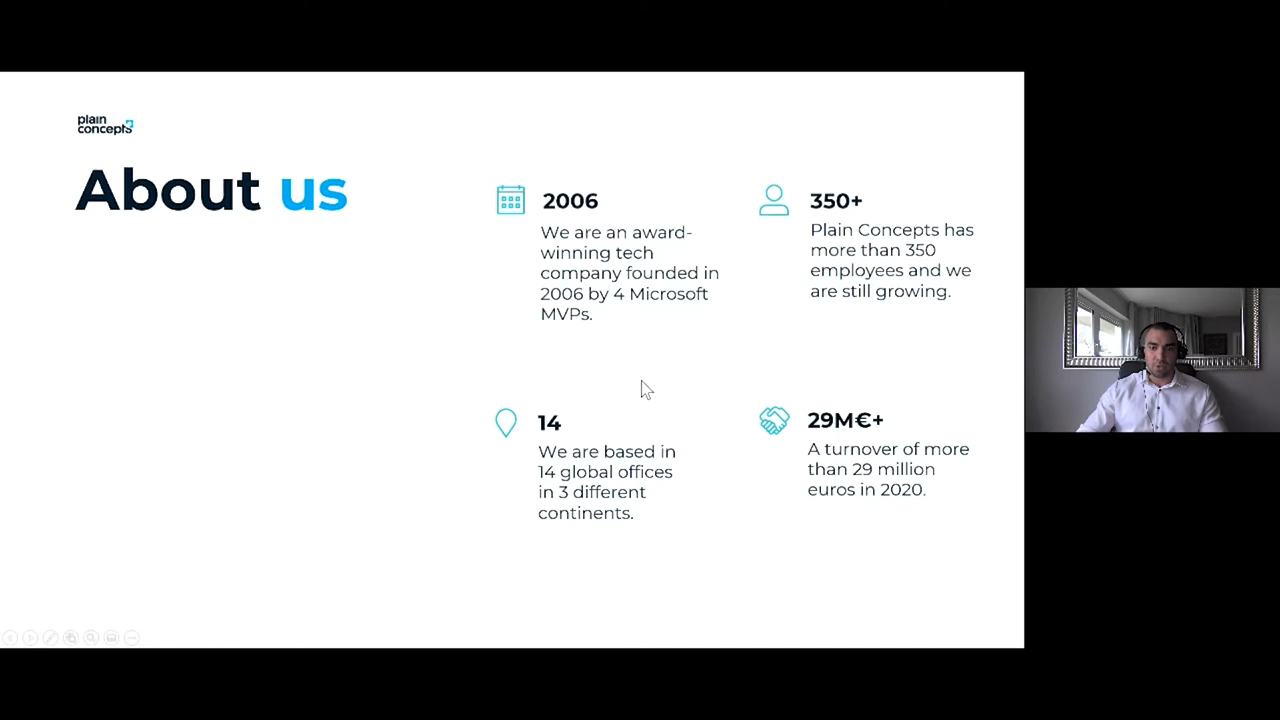 plain
concepts
About us
2006
We are an award-
winning tech
company founded in
2006 by 4 Microsoft
MVPs.
350+
Plain Concepts has
more than 350
employees and we
are still growing.
14
We are based in
14 global offices
in 3 different
continents.
29M€+
A turnover of more
than 29 million
euros in 2020.